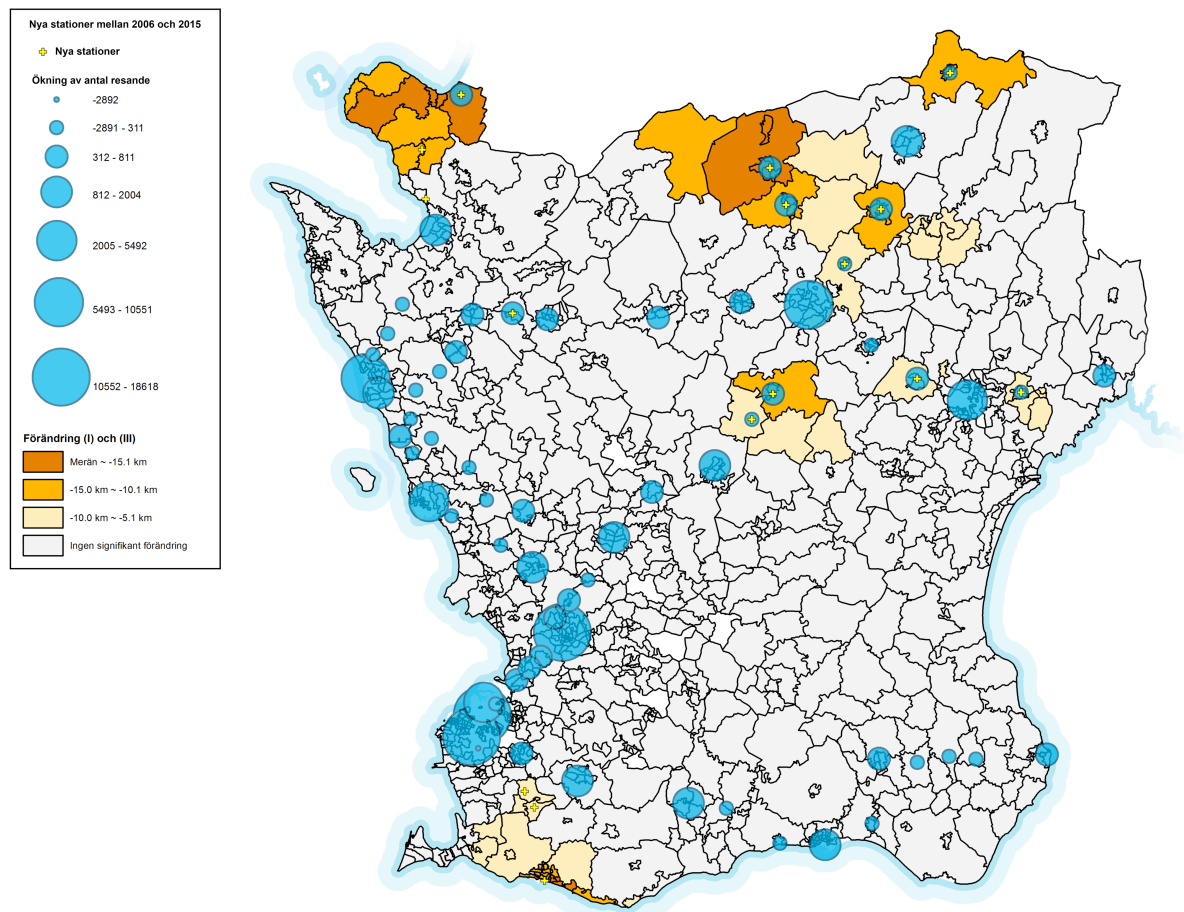 Nya stationer mellan 2006 och 2015
Nya stationer
Ökning av antal resande
-2892
-2891 - 311
312 - 811
812 - 2004
2005 - 5492
5493 - 10551
10552 - 18618
Förändring (I) och (III)
Merän ~ -15.1 km
-15.0 km ~ -10.1 km
-10.0 km ~ -5.1 km
Ingen signifikant förändring